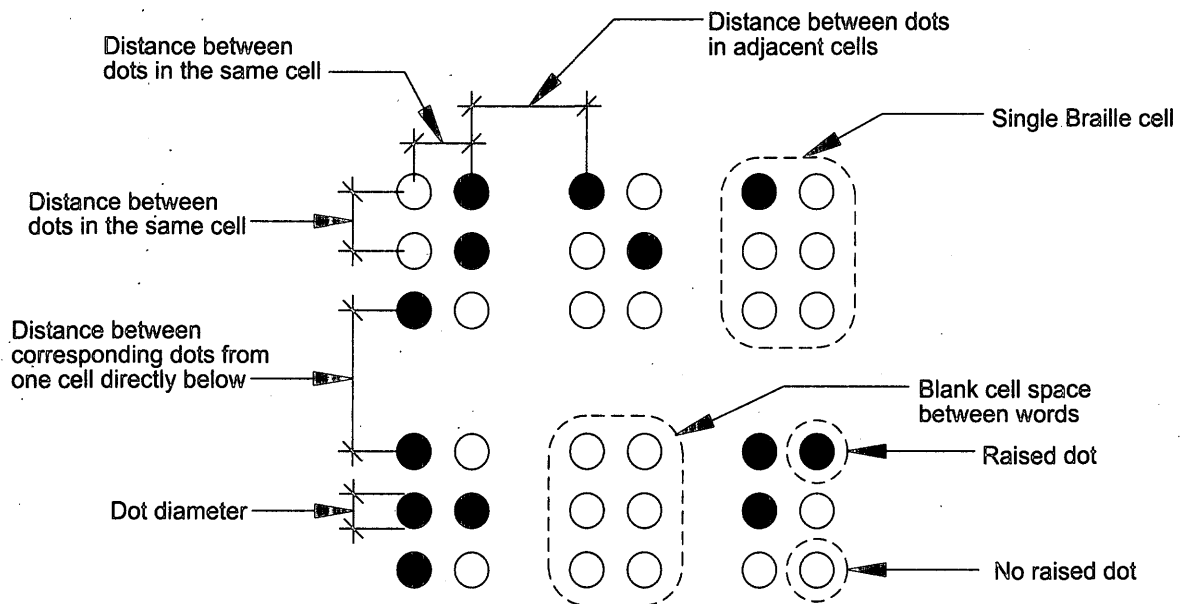 Distance between
dots in the same cell
Distance between dots
in adjacent cells
Single Braille cell
Distance between
dots in the same cell
Distance between
corresponding dots from
one cell directly below
Blank cell space
between words
Raised dot
Dot diameter
No raised dot